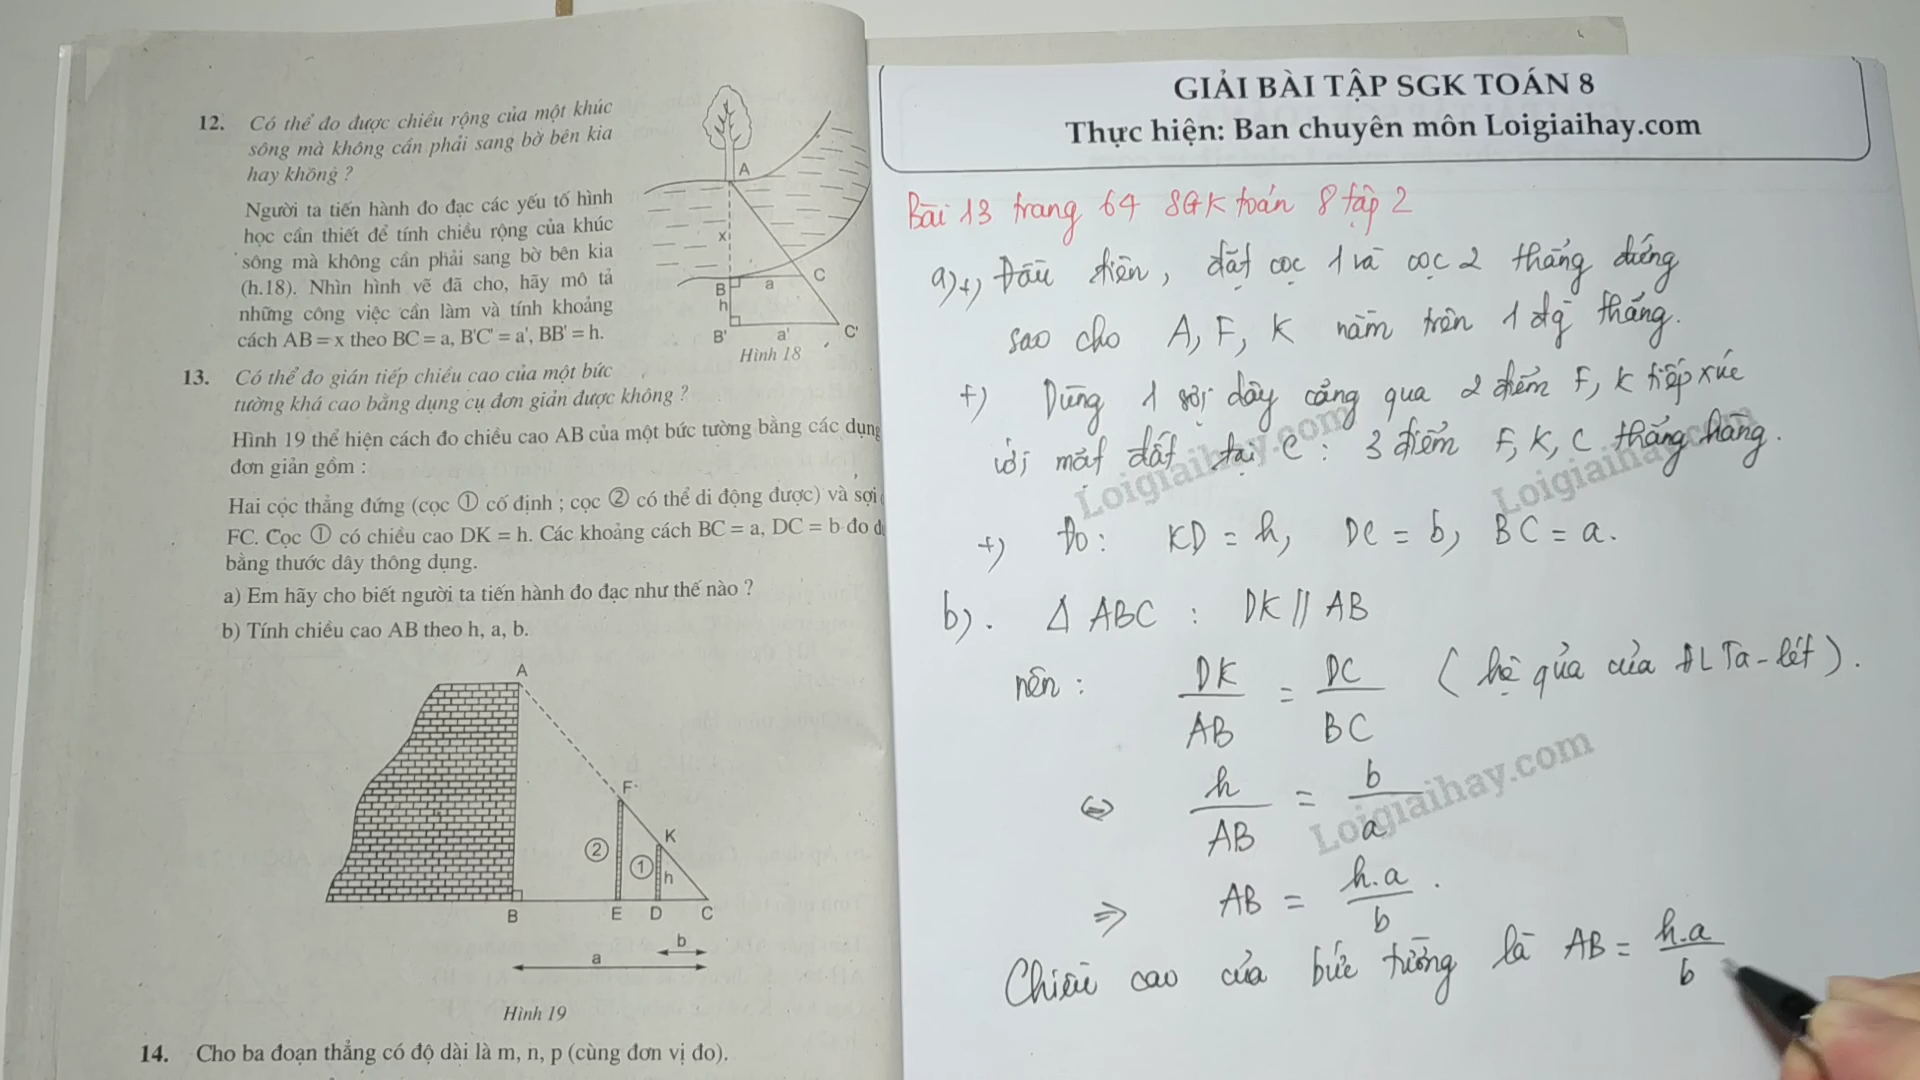 12. Có thể đo được chiều rộng của một khúc
sông mà không cần phải sang bờ bên kia
hay không ?
Người ta tiến hành đo đạc các yếu tố hình
học cần thiết để tính chiều rộng của khúc
sông mà không cần phải sang bờ bên kia
(h.18). Nhìn hình vẽ đã cho, hãy mô tả
những công việc cần làm và tính khoảng
cách AB = x theo BC = a, B'C' = a', BB' = h.
A
x
B
a
C
h
B'
a'
C'
Hình 18
13. Có thể đo gián tiếp chiều cao của một bức
tường khá cao bằng dụng cụ đơn giản được không ?
Hình 19 thể hiện cách đo chiều cao AB của một bức tường bằng các dụng
đơn giản gồm :
Hai cọc thẳng đứng (cọc ① cố định ; cọc ② có thể di động được) và sợi
FC. Cọc ① có chiều cao DK = h. Các khoảng cách BC = a, DC = b đo
bằng thước dây thông dụng.
a) Em hãy cho biết người ta tiến hành đo đạc như thế nào ?
b) Tính chiều cao AB theo h, a, b.
A
F
K
②
①
h
B
E
D
C
b
a
Hình 19
14. Cho ba đoạn thẳng có độ dài là m, n, p (cùng đơn vị đo).
GIẢI BÀI TẬP SGK TOÁN 8
Thực hiện: Ban chuyên môn Loigiaihay.com
Bài 13 trang 64 SGK toán 8 tập 2
a) +) Đầu tiên, đặt cọc 1 và cọc 2 thẳng đứng
sao cho A, F, K nằm trên 1 đg thẳng.
+) Dùng 1 sợi dây căng qua 2 điểm F, K tiếp xúc
với mặt đất tại C : 3 điểm F, K, C thẳng hàng.
+) Đo: KD = h, DC = b, BC = a.
b). Δ ABC : DK // AB
nên : DK/AB = DC/BC ( hệ quả của ĐL Ta-lét ).
⇔ h/AB = b/a
⇒ AB = h.a/b .
Chiều cao của bức tường là AB = h.a/b
Loigiaihay.com
Loigiaihay.com
Loigiaihay.com